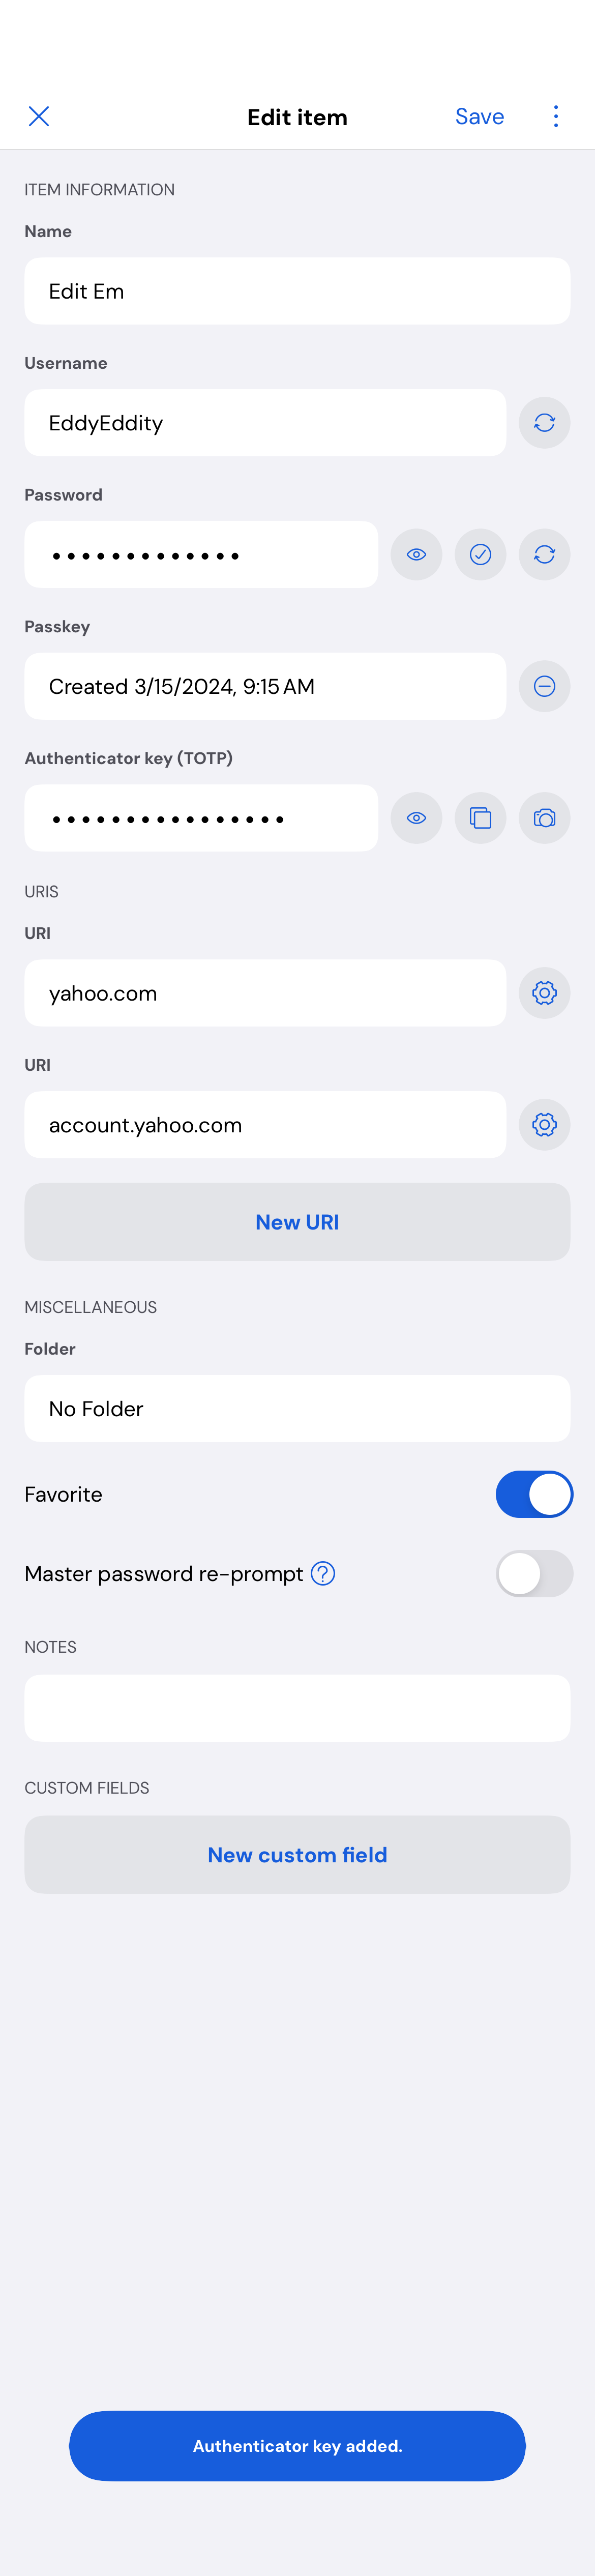 Edit item
Save
ITEM INFORMATION
Name
Edit Em
Username
EddyEddity
Password
•••••••••••••
Passkey
Created 3/15/2024, 9:15 AM
Authenticator key (TOTP)
••••••••••••••••
URIS
URI
yahoo.com
URI
account.yahoo.com
New URI
MISCELLANEOUS
Folder
No Folder
Favorite
Master password re-prompt ?
NOTES
CUSTOM FIELDS
New custom field
Authenticator key added.